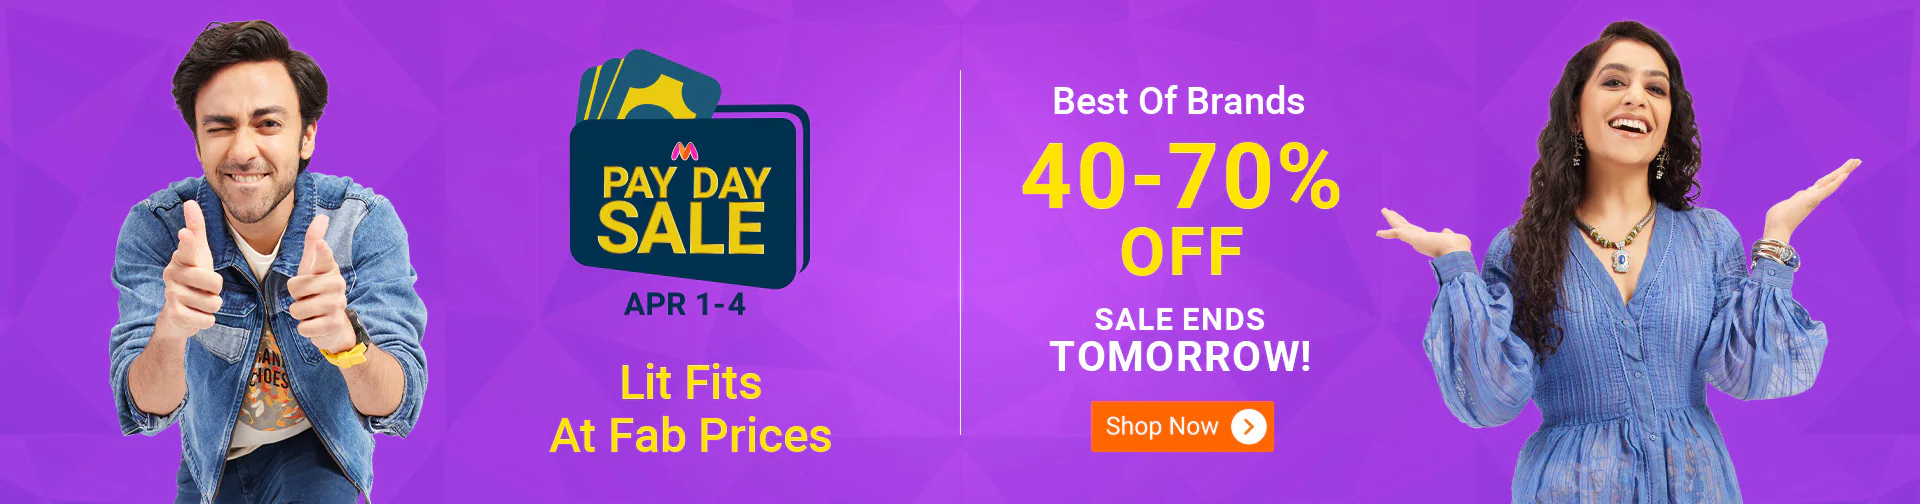 PAY DAY
SALE
APR 1-4
Lit Fits
At Fab Prices
Best Of Brands
40-70%
OFF
SALE ENDS
TOMORROW!
Shop Now